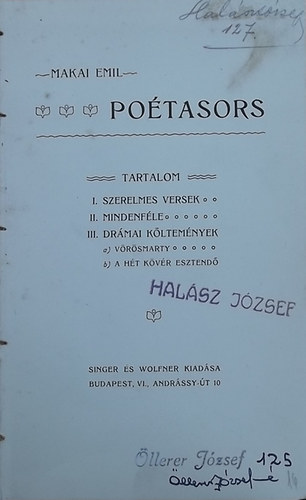 127.
MAKAI EMIL
POÉTASORS
TARTALOM
I. SZERELMES VERSEK
II. MINDENFÉLE
III. DRÁMAI KÖLTEMÉNYEK
a) VÖRÖSMARTY
b) A HÉT KÖVÉR ESZTENDŐ
HALÁSZ JÓZSEF
SINGER ÉS WOLFNER KIADÁSA
BUDAPEST, VI., ANDRÁSSY-ÚT 10
Öllerer József 125